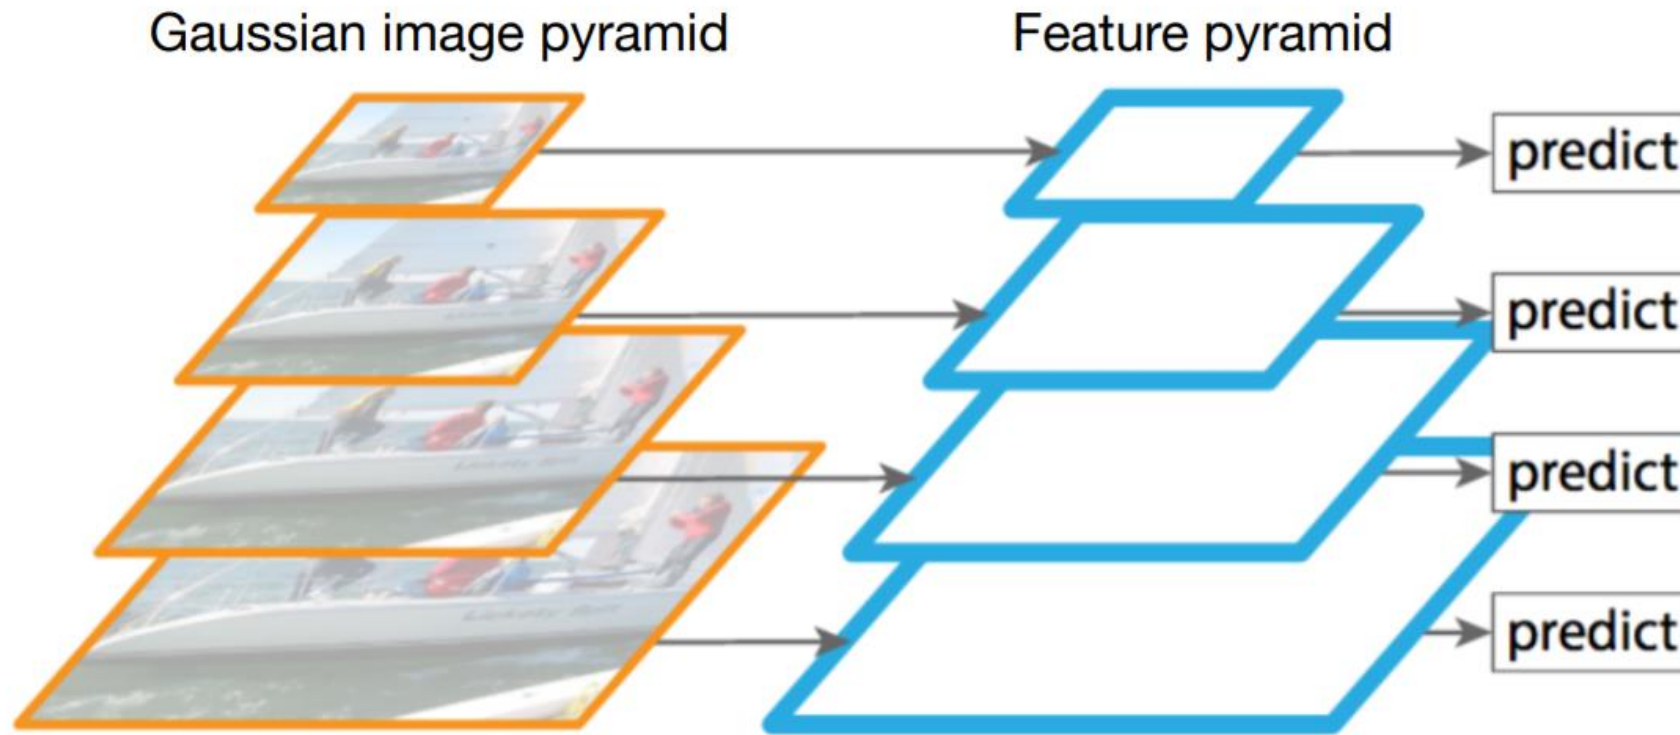 Gaussian image pyramid
Feature pyramid
predict
predict
predict
predict